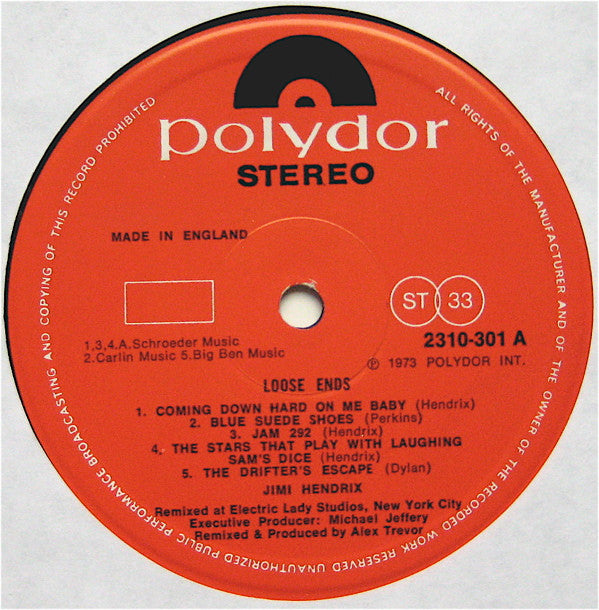 polydor
STEREO
MADE IN ENGLAND
ST 33
1,3,4.A.Schroeder Music
2.Carlin Music 5.Big Ben Music
2310-301 A
℗ 1973 POLYDOR INT.
LOOSE ENDS
1. COMING DOWN HARD ON ME BABY (Hendrix)
2. BLUE SUEDE SHOES (Perkins)
3. JAM 292 (Hendrix)
4. THE STARS THAT PLAY WITH LAUGHING
SAM'S DICE (Hendrix)
5. THE DRIFTER'S ESCAPE (Dylan)
JIMI HENDRIX
Remixed at Electric Lady Studios, New York City
Executive Producer: Michael Jeffery
Remixed & Produced by Alex Trevor
ALL RIGHTS OF THE MANUFACTURER AND OF THE OWNER OF THE RECORDED WORK RESERVED UNAUTHORIZED PUBLIC PERFORMANCE BROADCASTING AND COPYING OF THIS RECORD PROHIBITED